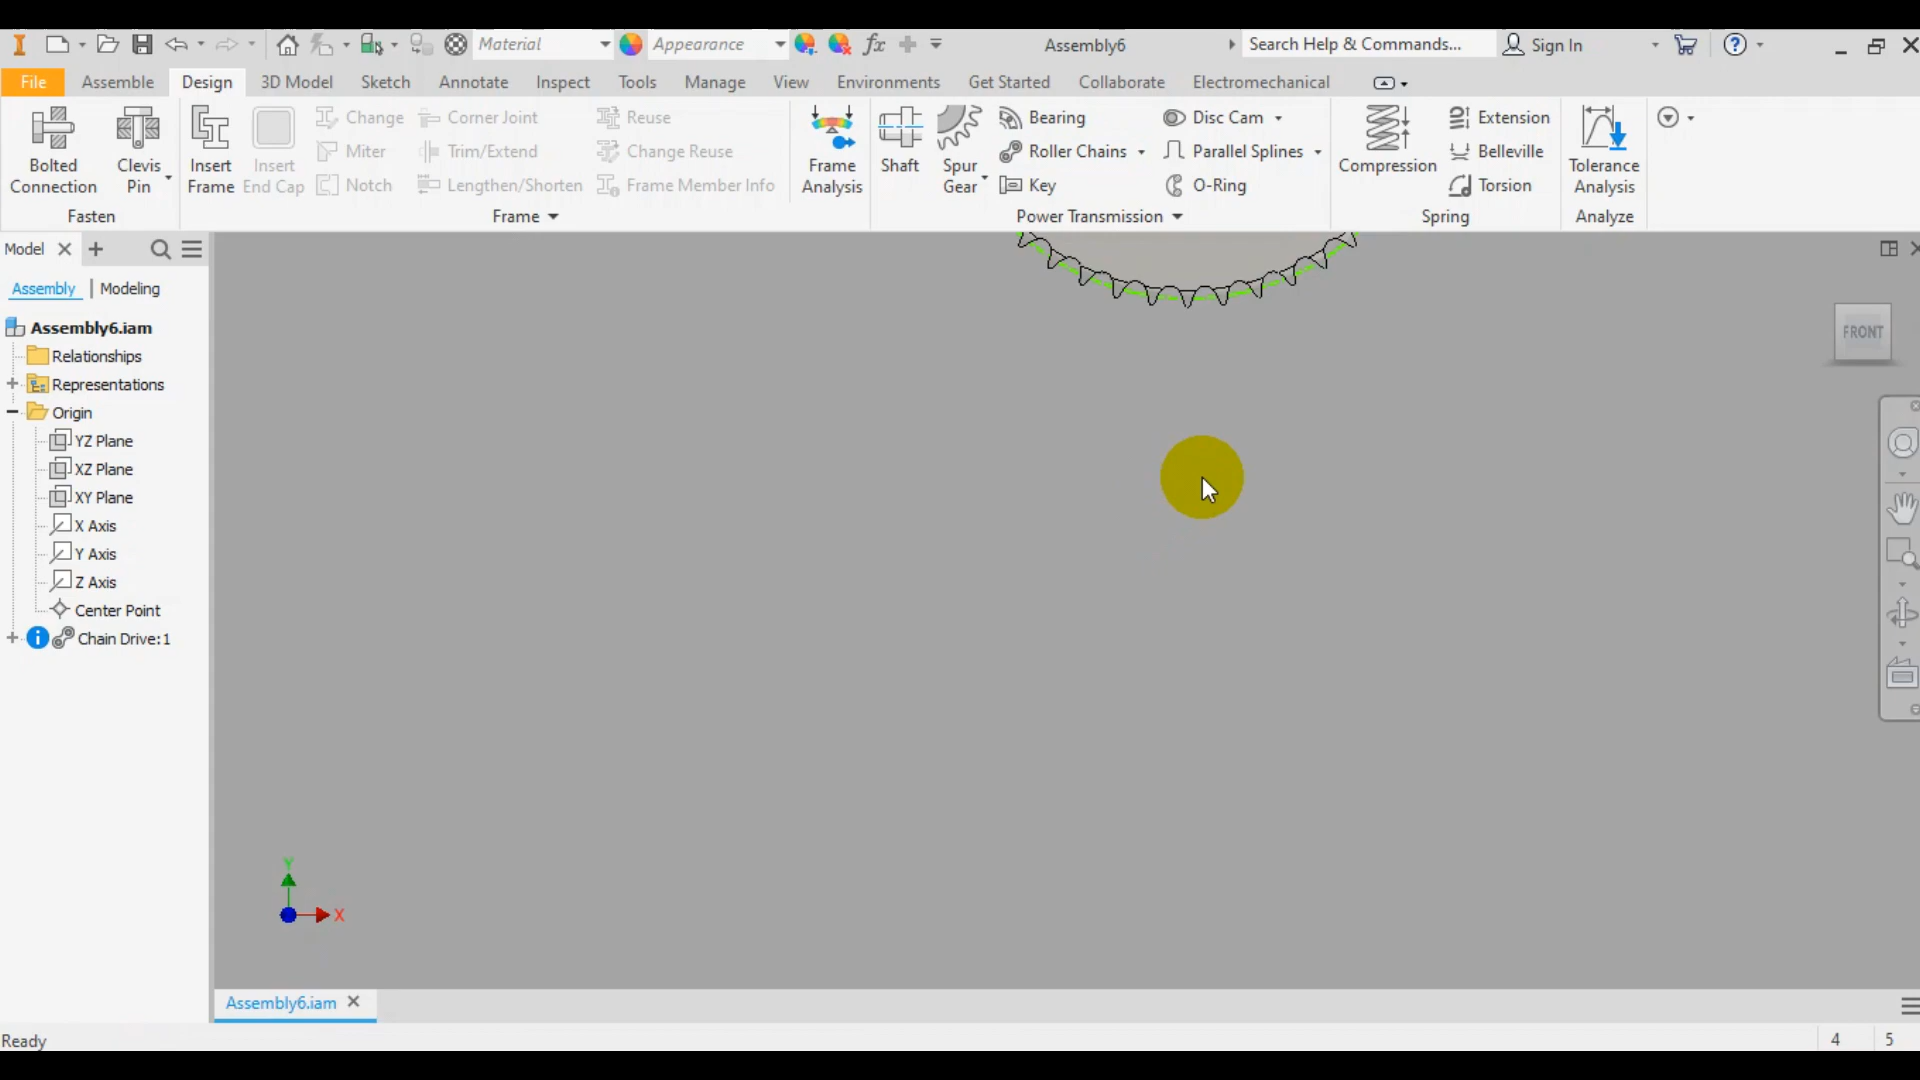 Material
Appearance
fx
Assembly6
Search Help & Commands...
Sign In
File
Assemble
Design
3D Model
Sketch
Annotate
Inspect
Tools
Manage
View
Environments
Get Started
Collaborate
Electromechanical
Bolted
Connection
Clevis
Pin
Fasten
Insert
Frame
Insert
End Cap
Change
Miter
Notch
Corner Joint
Trim/Extend
Lengthen/Shorten
Reuse
Change Reuse
Frame Member Info
Frame
Frame
Analysis
Shaft
Spur
Gear
Bearing
Roller Chains
Key
Disc Cam
Parallel Splines
O-Ring
Power Transmission
Compression
Extension
Belleville
Torsion
Spring
Tolerance
Analysis
Analyze
Model
Assembly
Modeling
Assembly6.iam
Relationships
Representations
Origin
YZ Plane
XZ Plane
XY Plane
X Axis
Y Axis
Z Axis
Center Point
Chain Drive:1
FRONT
Y
X
Assembly6.iam
Ready
4
5